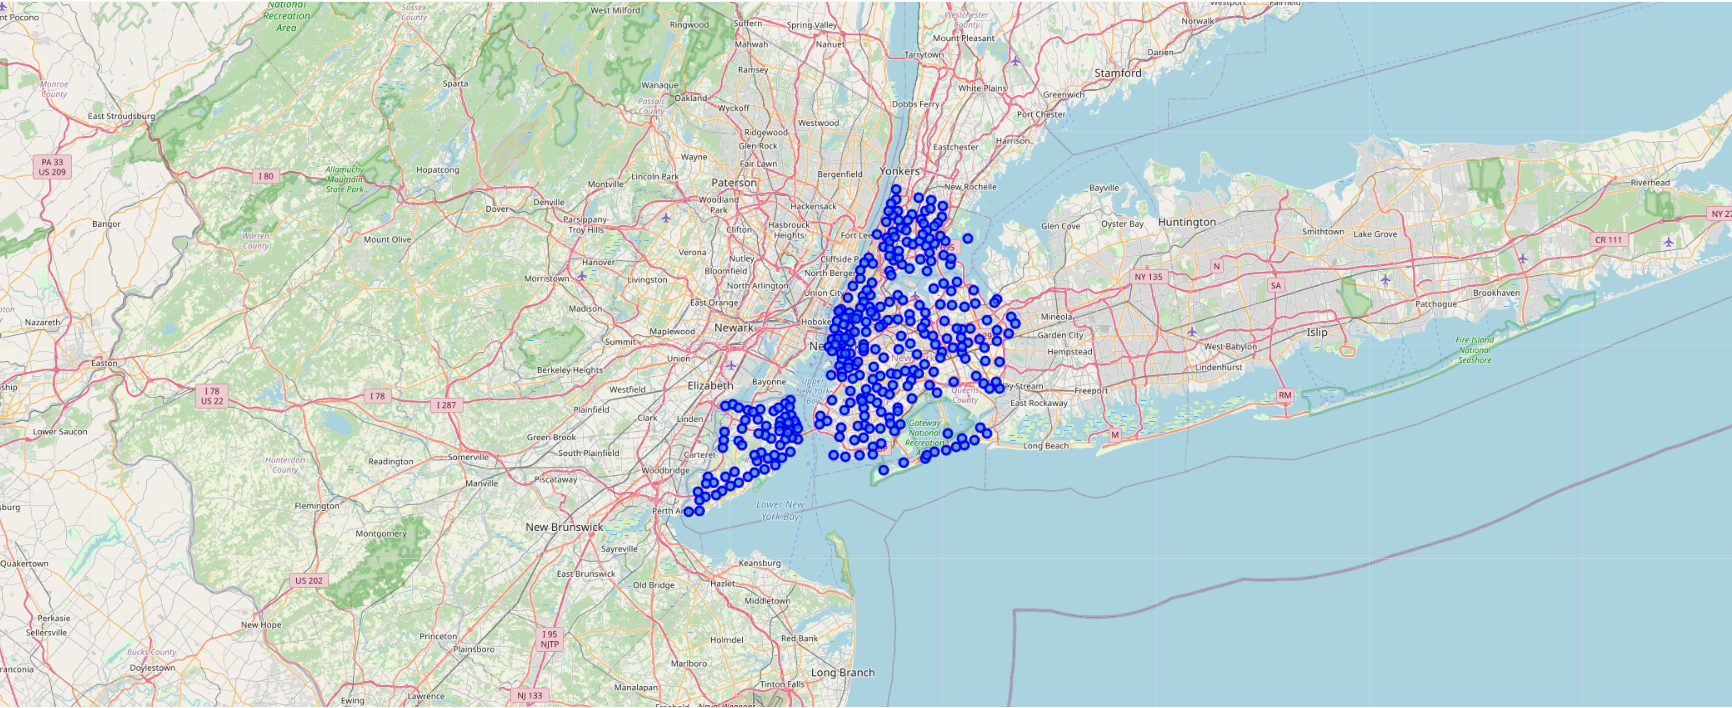 nt Pocono
National
Recreation
Area
Sussex
County
West Milford
Ringwood
Suffern
Spring Valley
Westchester
County
Westport
Fairfield
Norwalk
Mahwah
Nanuet
Mount Pleasant
Darien
Tarrytown
Stamford
Monroe
County
Sparta
Ramsey
Wanaque
Oakland
Passaic
County
Wyckoff
Dobbs Ferry
White Plains
Greenwich
Port Chester
East Stroudsburg
Westwood
Ridgewood
Glen Rock
Eastchester
Harrison
PA 33
US 209
I 80
Allamuchy
Mountain
State Park
Hopatcong
Wayne
Fair Lawn
Lincoln Park
Bergenfield
Yonkers
Montville
Paterson
New Rochelle
Bayville
Riverhead
Dover
Denville
Woodland
Park
Hackensack
Parsippany-
Troy Hills
Clifton
Hasbrouck
Heights
Fort Lee
Glen Cove
Oyster Bay
Huntington
Smithtown
Lake Grove
NY 27
CR 111
Bangor
Warren
County
Mount Olive
Verona
Nutley
Cliffside P
Hanover
Bloomfield
North Bergen
Morristown
Livingston
North Arlington
Union City
NY 135
N
SA
Brookhaven
Patchogue
Nazareth
Madison
East Orange
Newark
Hoboke
Maplewood
Mineola
Garden City
Islip
Summit
Union
Hempstead
West Babylon
Lindenhurst
Fire Island
National
Seashore
Easton
Berkeley Heights
Elizabeth
Bayonne
I 78
US 22
I 78
I 287
Westfield
Queens
County
ey Stream
Freeport
East Rockaway
RM
Plainfield
Clark
Linden
Lower Saucon
Green Brook
South Plainfield
Carteret
Gateway
National
Recreation
M
Long Beach
Hunterdon
County
Readington
Somerville
Woodbridge
Manville
Piscataway
Flemington
Perth Am
Lower New
York Bay
New Brunswick
Montgomery
Sayreville
Quakertown
Keansburg
US 202
East Brunswick
Old Bridge
Hazlet
Middletown
Perkasie
Sellersville
New Hope
Princeton
Plainsboro
I 95
NJTP
Holmdel
Red Bank
Bucks County
Doylestown
Marlboro
Long Branch
Manalapan
Tinton Falls
Lawrence
Ewing
NJ 133